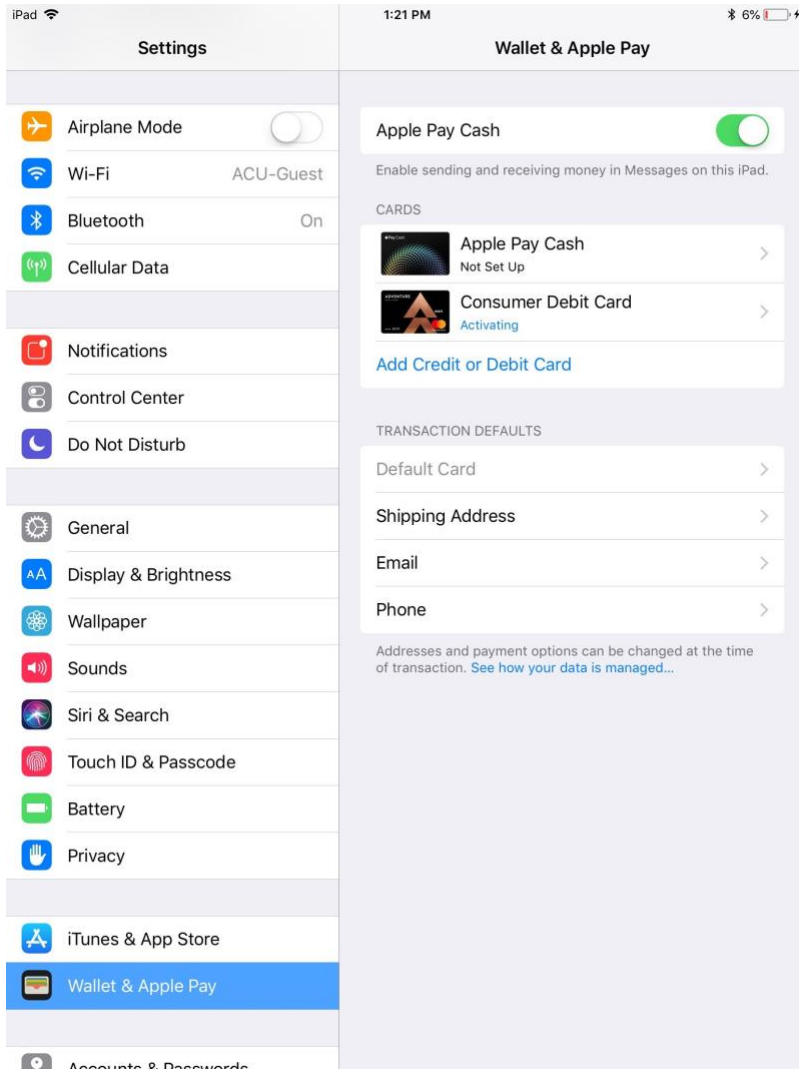 iPad
1:21 PM
6%
Settings
Wallet & Apple Pay
Airplane Mode
Wi-Fi
ACU-Guest
Bluetooth
On
Cellular Data
Notifications
Control Center
Do Not Disturb
General
AA
Display & Brightness
Wallpaper
Sounds
Siri & Search
Touch ID & Passcode
Battery
Privacy
iTunes & App Store
Wallet & Apple Pay
Accounts & Passwords
Apple Pay Cash
Enable sending and receiving money in Messages on this iPad.
CARDS
Apple Pay Cash
Not Set Up
ADVENTURE
Consumer Debit Card
Activating
Add Credit or Debit Card
TRANSACTION DEFAULTS
Default Card
Shipping Address
Email
Phone
Addresses and payment options can be changed at the time
of transaction. See how your data is managed...